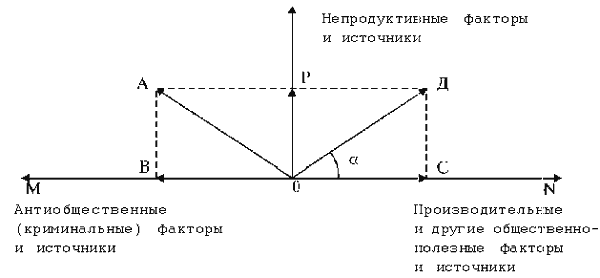 Непродуктивные факторы
и источники
А
Р
Д
α
В
0
С
М
N
Антиобщественные
(криминальные) факторы
и источники
Производительные
и другие общественно-
полезные факторы
и источники